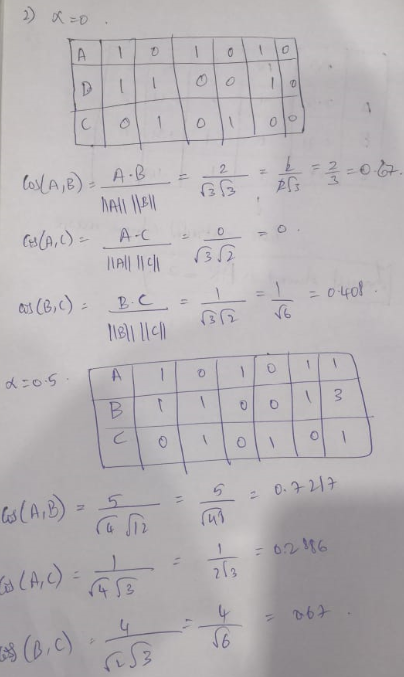 2) α=0 .
A 1 0 1 0 1 0
D 1 1 0 0 1 0
C 0 1 0 1 0 0
Cos(A,B) = A·B / ||A|| ||B|| = 2 / √3√3 = 2/3 = 0.67.
Cos(A,C) = A·C / ||A|| ||C|| = 0 / √3√2 = 0.
cos(B,C) = B.C / ||B|| ||C|| = 1 / √3√2 = 1 / √6 = 0.408.
α=0.5.
A 1 0 1 0 1 1
B 1 1 0 0 1 3
C 0 1 0 1 0 1
Cos(A,B) = 5 / √4 √12 = 5 / = 0.7217
Cos(A,C) = 1 / √4 √3 = 1 / 2√3 = 0.2886
Cos(B,C) = 4 / √2√3 = 4 / √6 = 067.